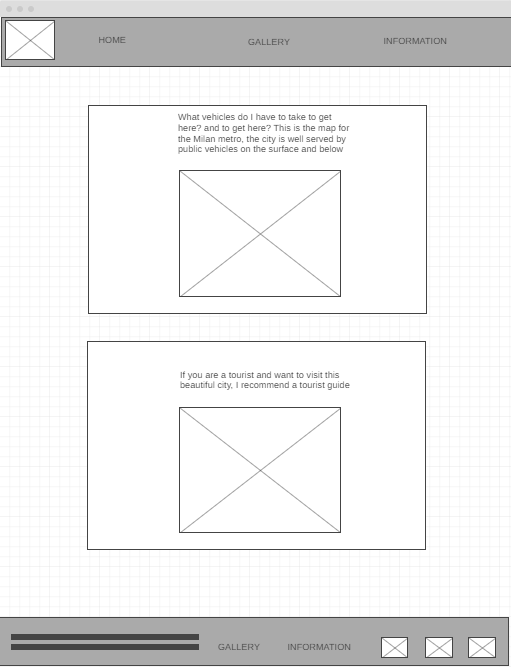 HOME
GALLERY
INFORMATION
What vehicles do I have to take to get
here? and to get here? This is the map for
the Milan metro, the city is well served by
public vehicles on the surface and below
If you are a tourist and want to visit this
beautiful city, I recommend a tourist guide
GALLERY
INFORMATION